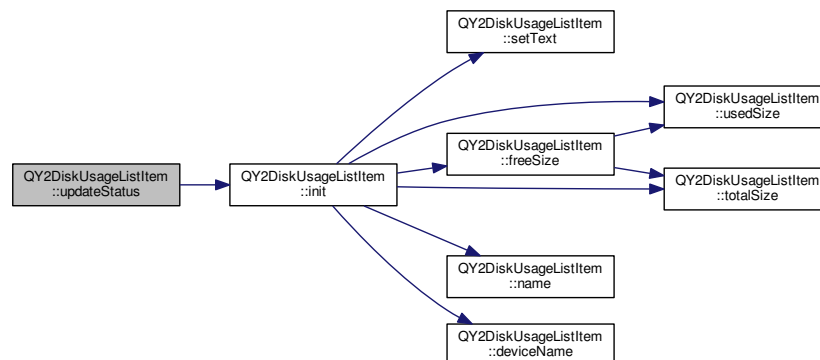 QY2DiskUsageListItem
::updateStatus
QY2DiskUsageListItem
::init
QY2DiskUsageListItem
::setText
QY2DiskUsageListItem
::freeSize
QY2DiskUsageListItem
::name
QY2DiskUsageListItem
::deviceName
QY2DiskUsageListItem
::usedSize
QY2DiskUsageListItem
::totalSize